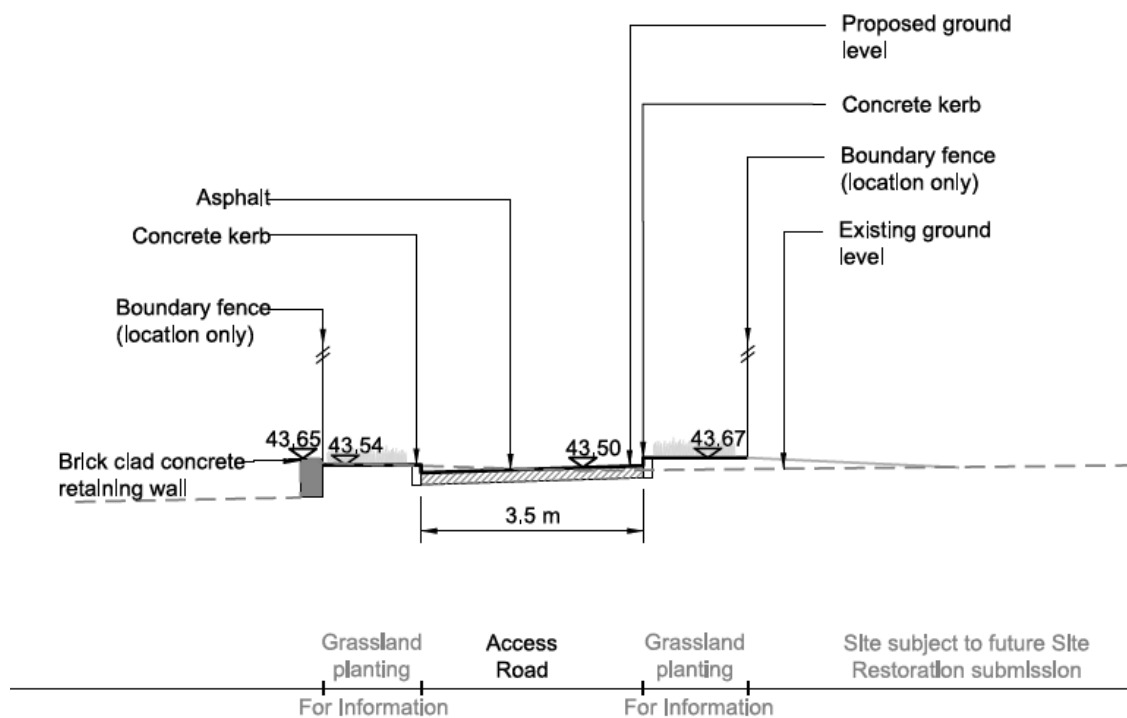 Proposed ground
level
Concrete kerb
Boundary fence
(location only)
Asphalt
Existing ground
level
Concrete kerb
Boundary fence
(location only)
43.65
43.54
43.50
43.67
Brick clad concrete
retaining wall
3.5 m
Grassland
planting
Access
Road
Grassland
planting
Site subject to future Site
Restoration submission
For Information
For Information